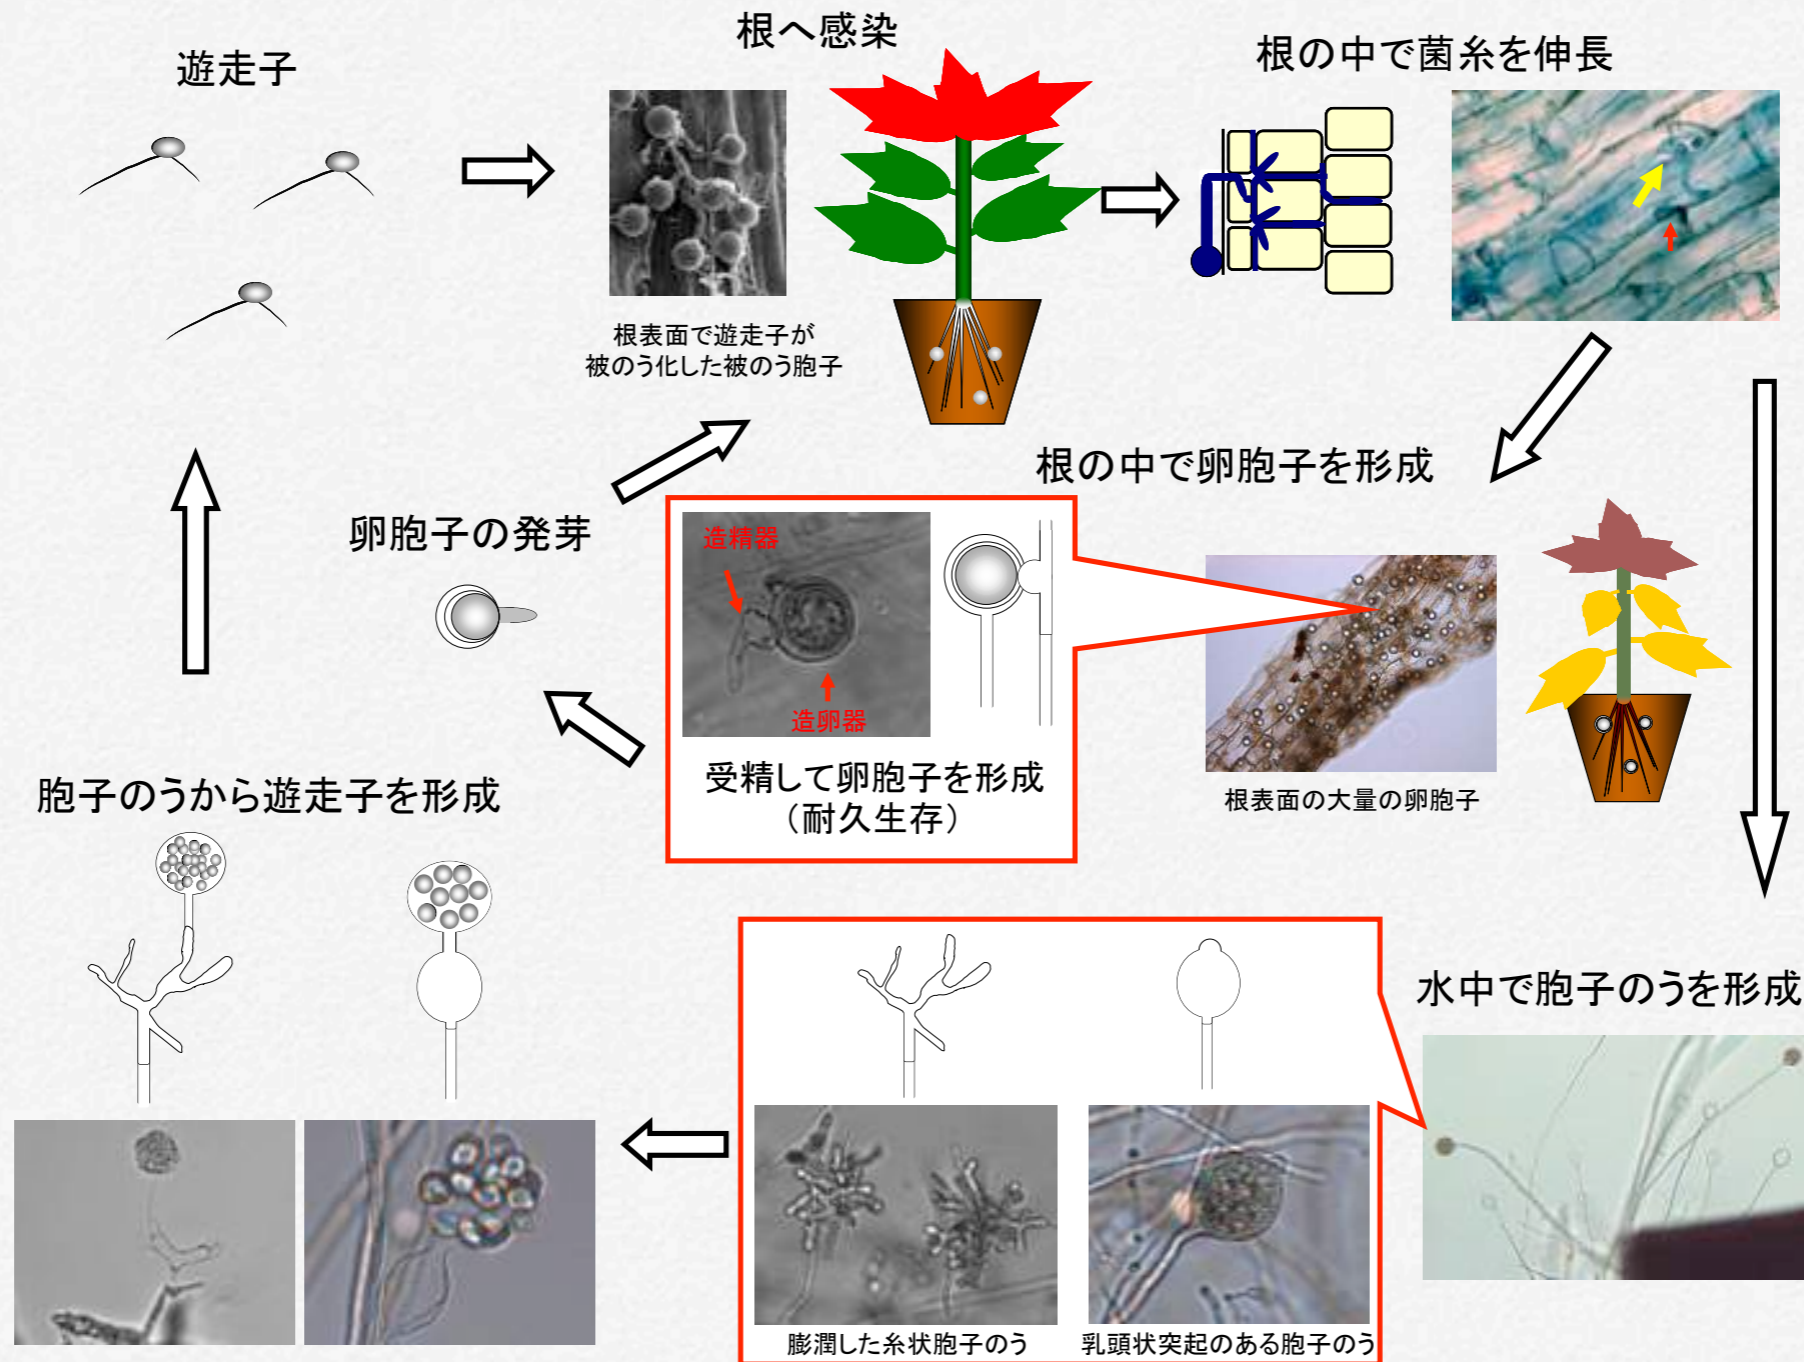 遊走子
根へ感染
根の中で菌糸を伸長
根表面で遊走子が
被のう化した被のう胞子
根の中で卵胞子を形成
卵胞子の発芽
造精器
造卵器
受精して卵胞子を形成
（耐久生存）
根表面の大量の卵胞子
胞子のうから遊走子を形成
水中で胞子のうを形成
膨潤した糸状胞子のう
乳頭状突起のある胞子のう